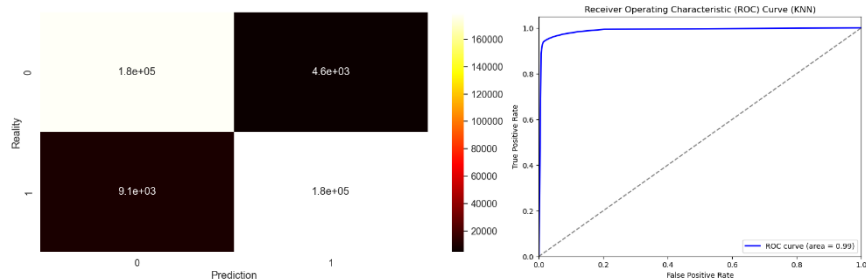 0
1
Reality
1.8e+05
4.6e+03
9.1e+03
1.8e+05
0
1
Prediction
160000
140000
120000
100000
80000
60000
40000
20000
Receiver Operating Characteristic (ROC) Curve (KNN)
True Positive Rate
1.0
0.8
0.6
0.4
0.2
0.0
ROC curve (area = 0.99)
0.0
0.2
0.4
0.6
0.8
1.0
False Positive Rate